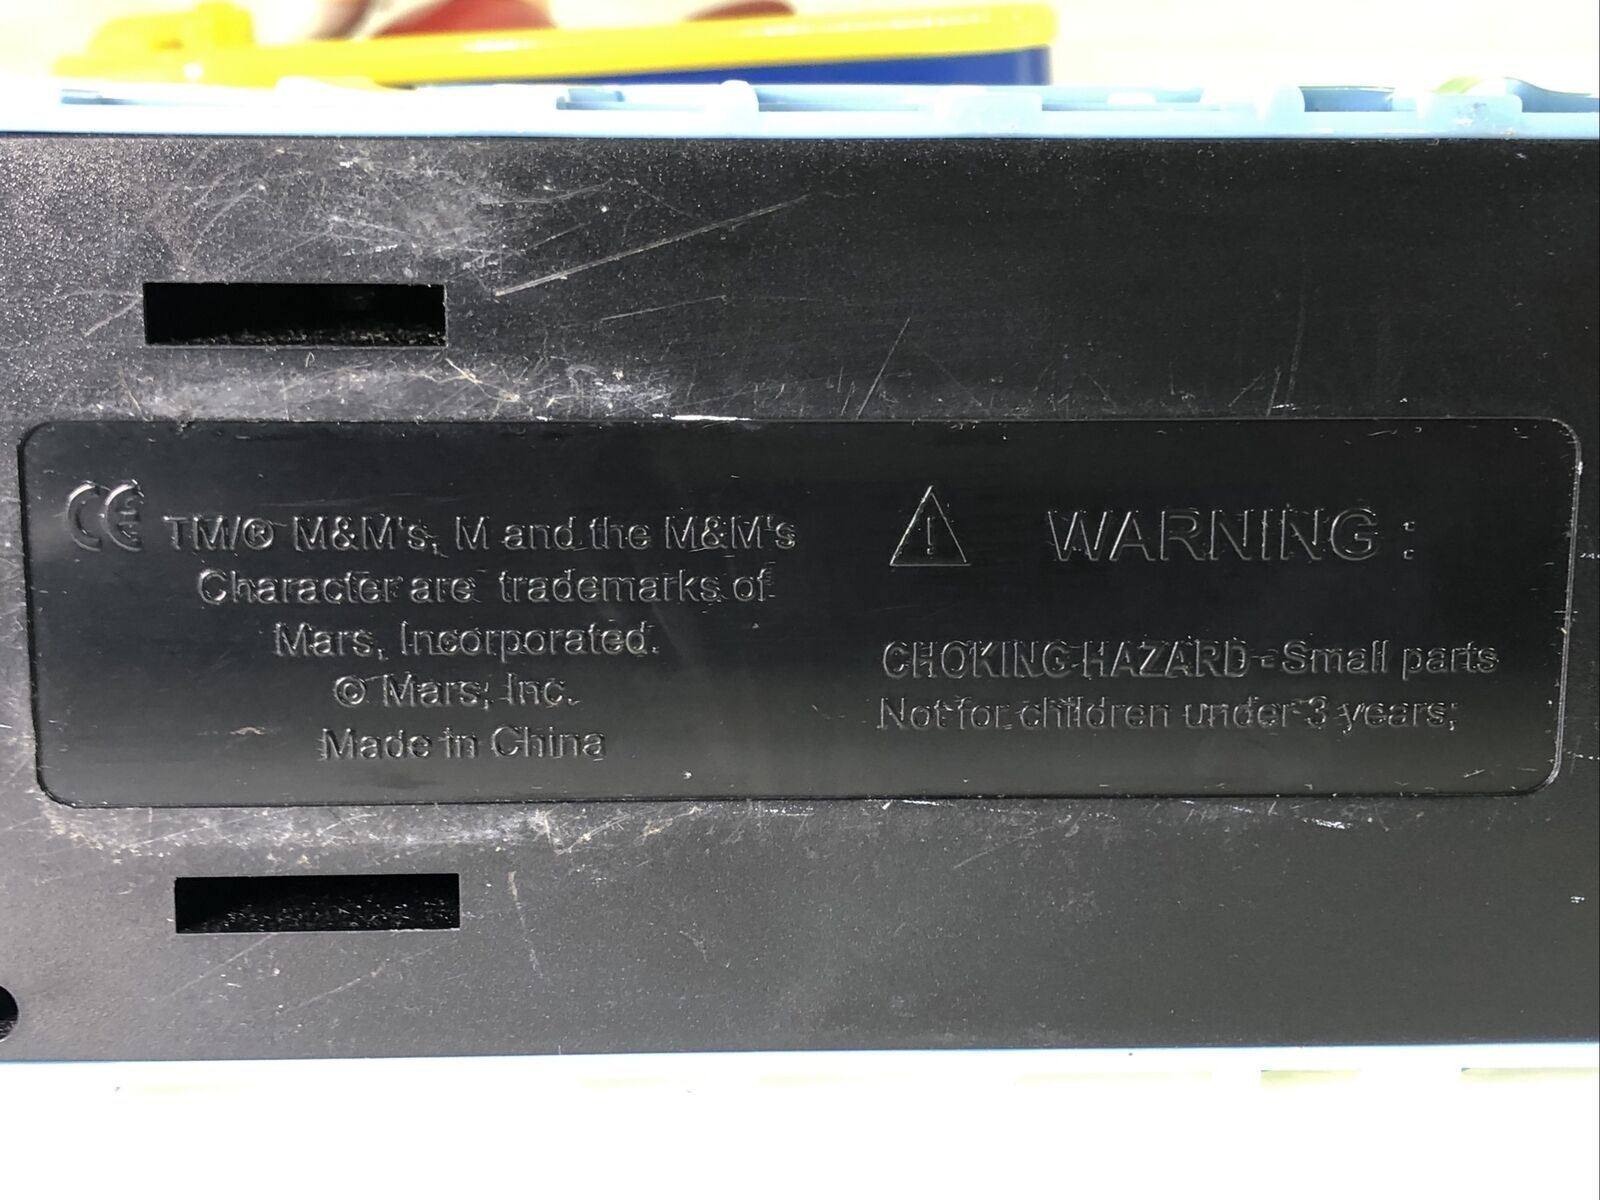 CE TM/® M&M's, M and the M&M's
Character are trademarks of
Mars, Incorporated.
© Mars, Inc.
Made in China
WARNING :
CHOKING HAZARD-Small parts
Not for children under 3 years;